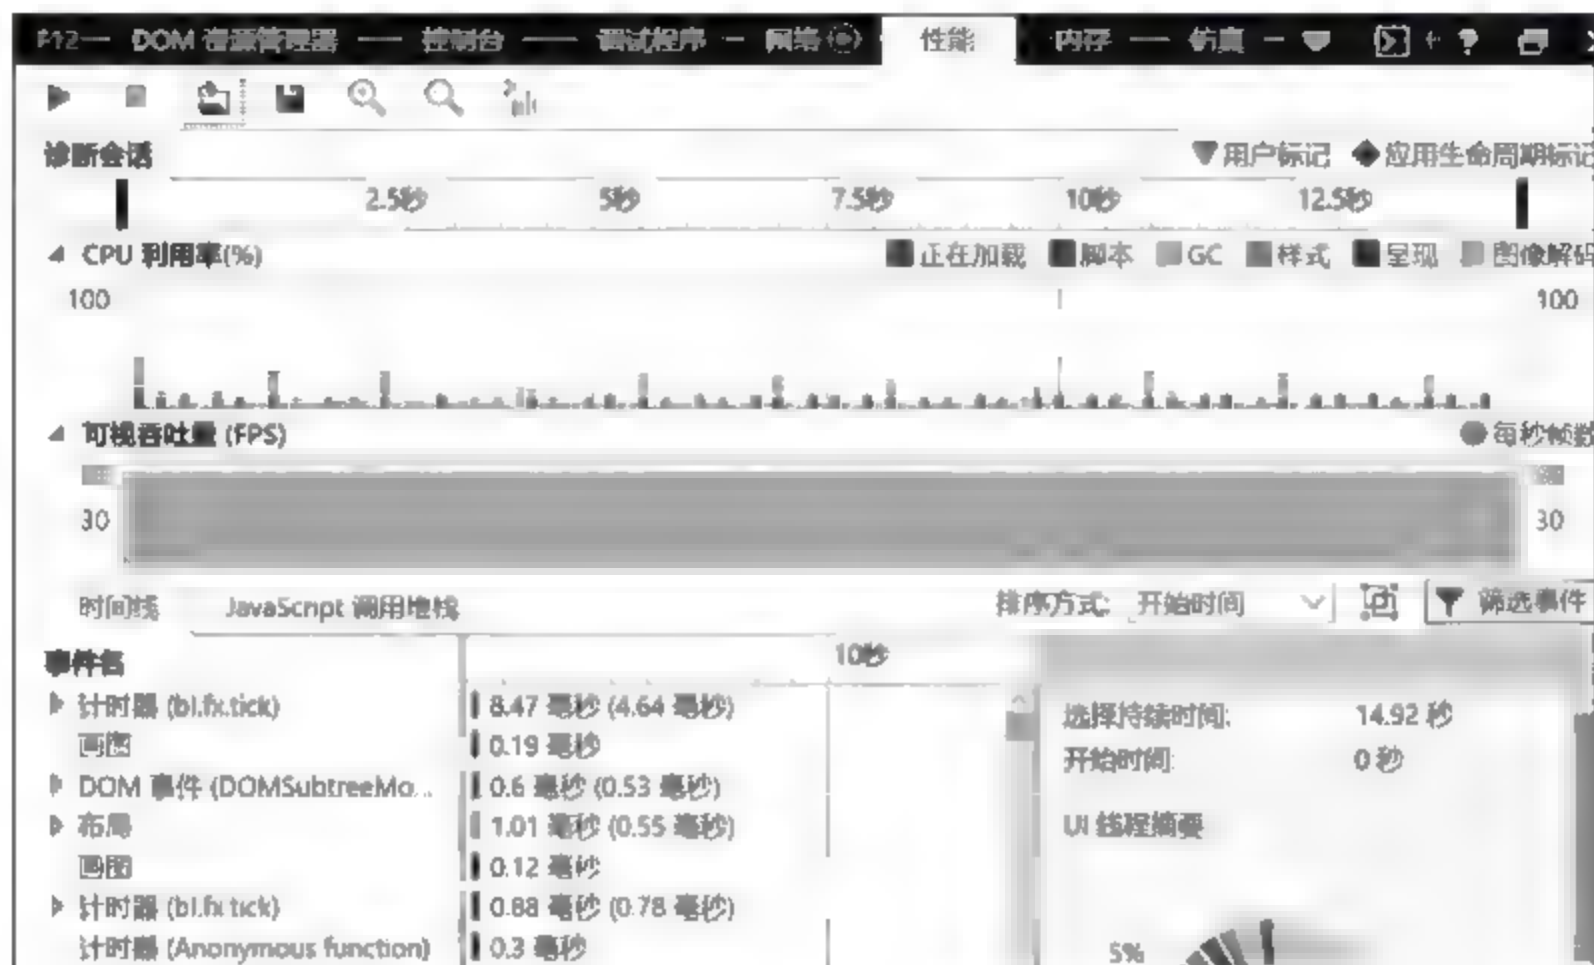 F12 DOM 资源管理器 控制台 调试程序 网络 性能 内存 仿真 ?
诊断会话 用户标记 应用生命周期标记
2.5秒 5秒 7.5秒 10秒 12.5秒
CPU 利用率(%) 正在加载 脚本 GC 样式 呈现 图像解码
100 100
可视吞吐量 (FPS) 每秒帧数
30 30
时间线 JavaScript 调用堆栈 排序方式: 开始时间 筛选事件
事件名 10秒
计时器 (bl.fx.tick) 8.47 毫秒 (4.64 毫秒) 选择持续时间: 14.92 秒
画图 0.19 毫秒 开始时间: 0 秒
DOM 事件 (DOMSubtreeMo... 0.6 毫秒 (0.53 毫秒)
布局 1.01 毫秒 (0.55 毫秒) UI 线程摘要
画图 0.12 毫秒
计时器 (bl.fx.tick) 0.88 毫秒 (0.78 毫秒)
计时器 (Anonymous function) 0.3 毫秒 5%